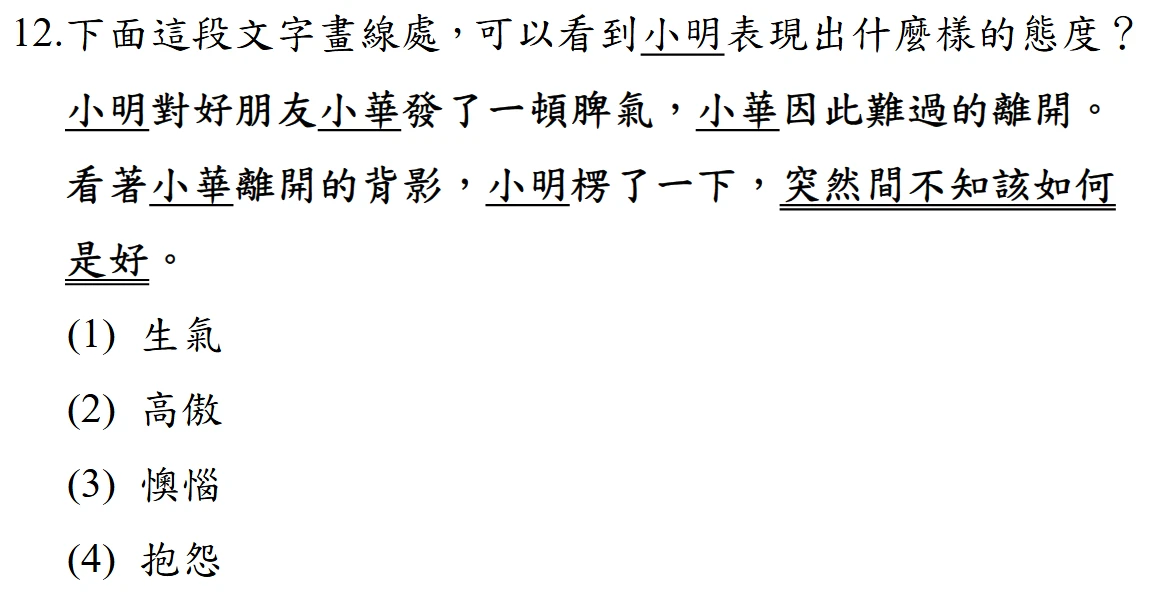 12.下面這段文字畫線處，可以看到小明表現出什麼樣的態度？
小明對好朋友小華發了一頓脾氣，小華因此難過的離開。
看著小華離開的背影，小明楞了一下，突然間不知該如何
是好。
(1) 生氣
(2) 高傲
(3) 懊惱
(4) 抱怨